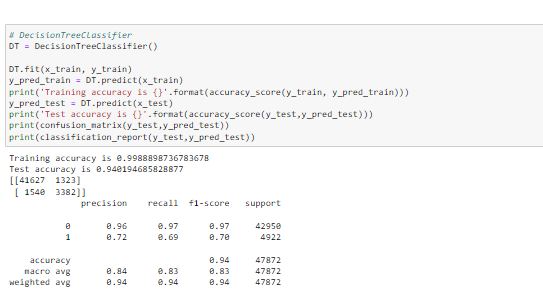 # DecisionTreeClassifier
DT = DecisionTreeClassifier()
DT.fit(x_train, y_train)
y_pred_train = DT.predict(x_train)
print('Training accuracy is {}'.format(accuracy_score(y_train, y_pred_train)))
y_pred_test = DT.predict(x_test)
print('Test accuracy is {}'.format(accuracy_score(y_test,y_pred_test)))
print(confusion_matrix(y_test,y_pred_test))
print(classification_report(y_test,y_pred_test))
Training accuracy is 0.9988898736783678
Test accuracy is 0.940194685828877
[[41627 1323]
[ 1540 3382]]
precision recall f1-score support
0 0.96 0.97 0.97 42950
1 0.72 0.69 0.70 4922
accuracy 0.94 47872
macro avg 0.84 0.83 0.83 47872
weighted avg 0.94 0.94 0.94 47872